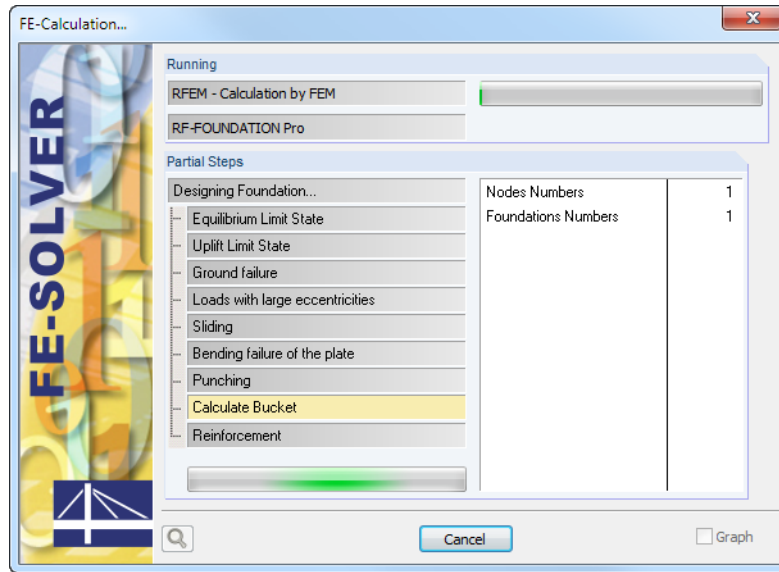 FE-Calculation...
FE-SOLVER
Running
RFEM - Calculation by FEM
RF-FOUNDATION Pro
Partial Steps
Designing Foundation...
Equilibrium Limit State
Uplift Limit State
Ground failure
Loads with large eccentricities
Sliding
Bending failure of the plate
Punching
Calculate Bucket
Reinforcement
Nodes Numbers 1
Foundations Numbers 1
Cancel
Graph